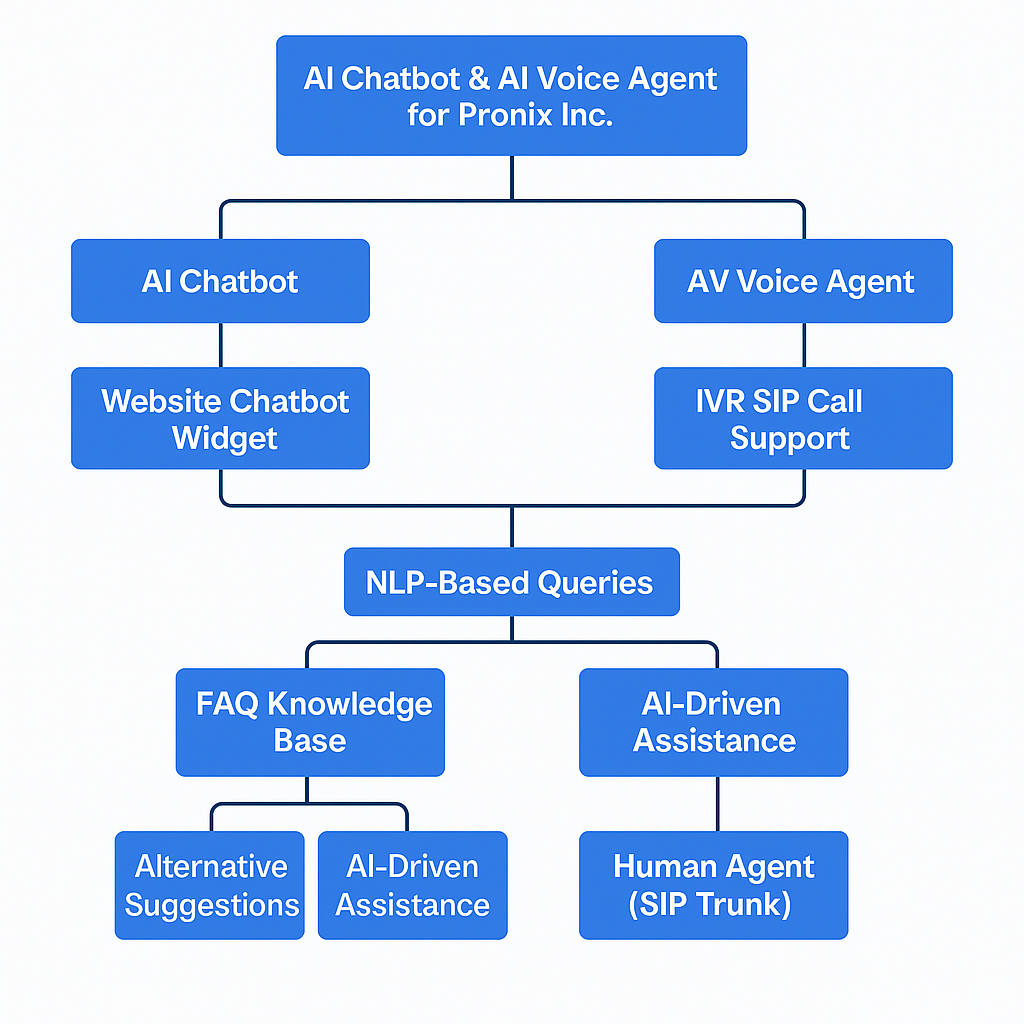 AI Chatbot & AI Voice Agent
for Pronix Inc.
AI Chatbot
AV Voice Agent
Website Chatbot
Widget
IVR SIP Call
Support
NLP-Based Queries
FAQ Knowledge
Base
AI-Driven
Assistance
Alternative
Suggestions
AI-Driven
Assistance
Human Agent
(SIP Trunk)